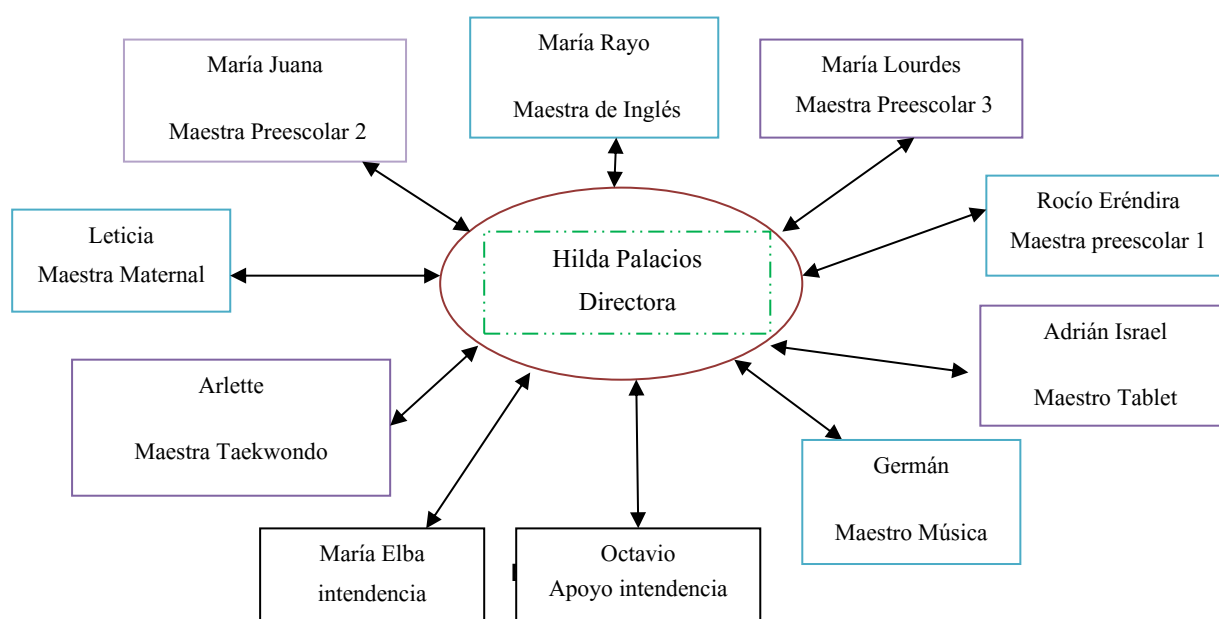 María Juana
Maestra Preescolar 2
María Rayo
Maestra de Inglés
María Lourdes
Maestra Preescolar 3
Leticia
Maestra Maternal
Hilda Palacios
Directora
Rocío Eréndira
Maestra preescolar 1
Adrián Israel
Maestro Tablet
Arlette
Maestra Taekwondo
Germán
Maestro Música
María Elba
intendencia
Octavio
Apoyo intendencia